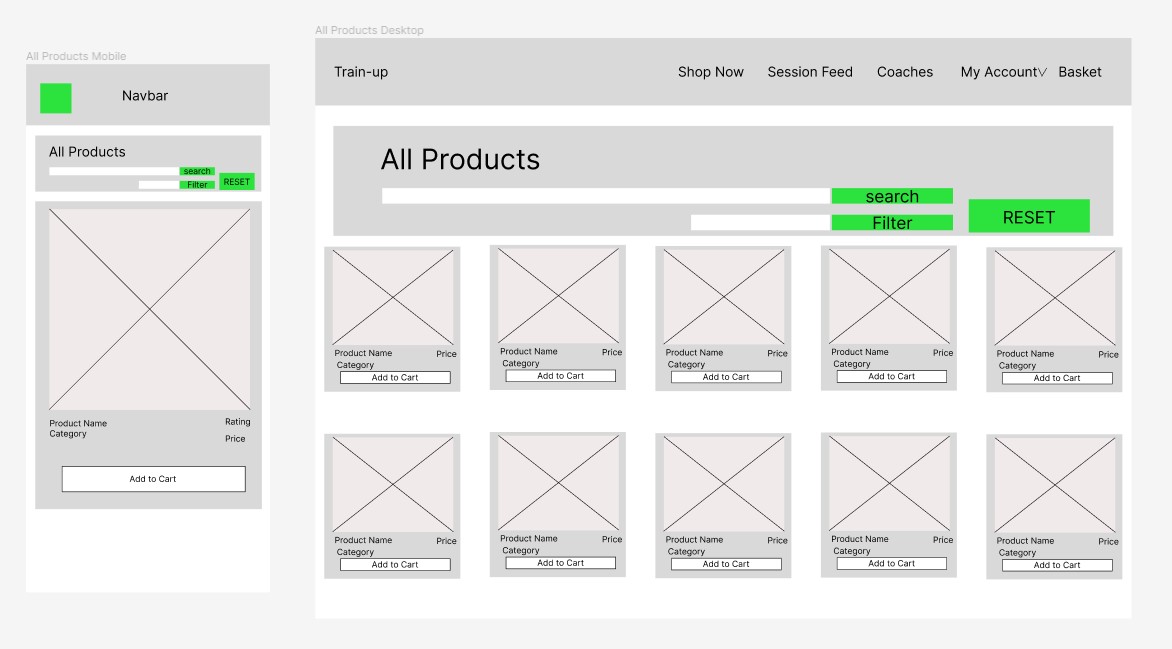 All Products Mobile
Navbar
All Products
search
Filter
RESET
Product Name
Category
Rating
Price
Add to Cart
All Products Desktop
Train-up
Shop Now
Session Feed
Coaches
My Account
Basket
All Products
search
Filter
RESET
Product Name Price
Category
Add to Cart
Product Name Price
Category
Add to Cart
Product Name Price
Category
Add to Cart
Product Name Price
Category
Add to Cart
Product Name Price
Category
Add to Cart
Product Name Price
Category
Add to Cart
Product Name Price
Category
Add to Cart
Product Name Price
Category
Add to Cart
Product Name Price
Category
Add to Cart
Product Name Price
Category
Add to Cart